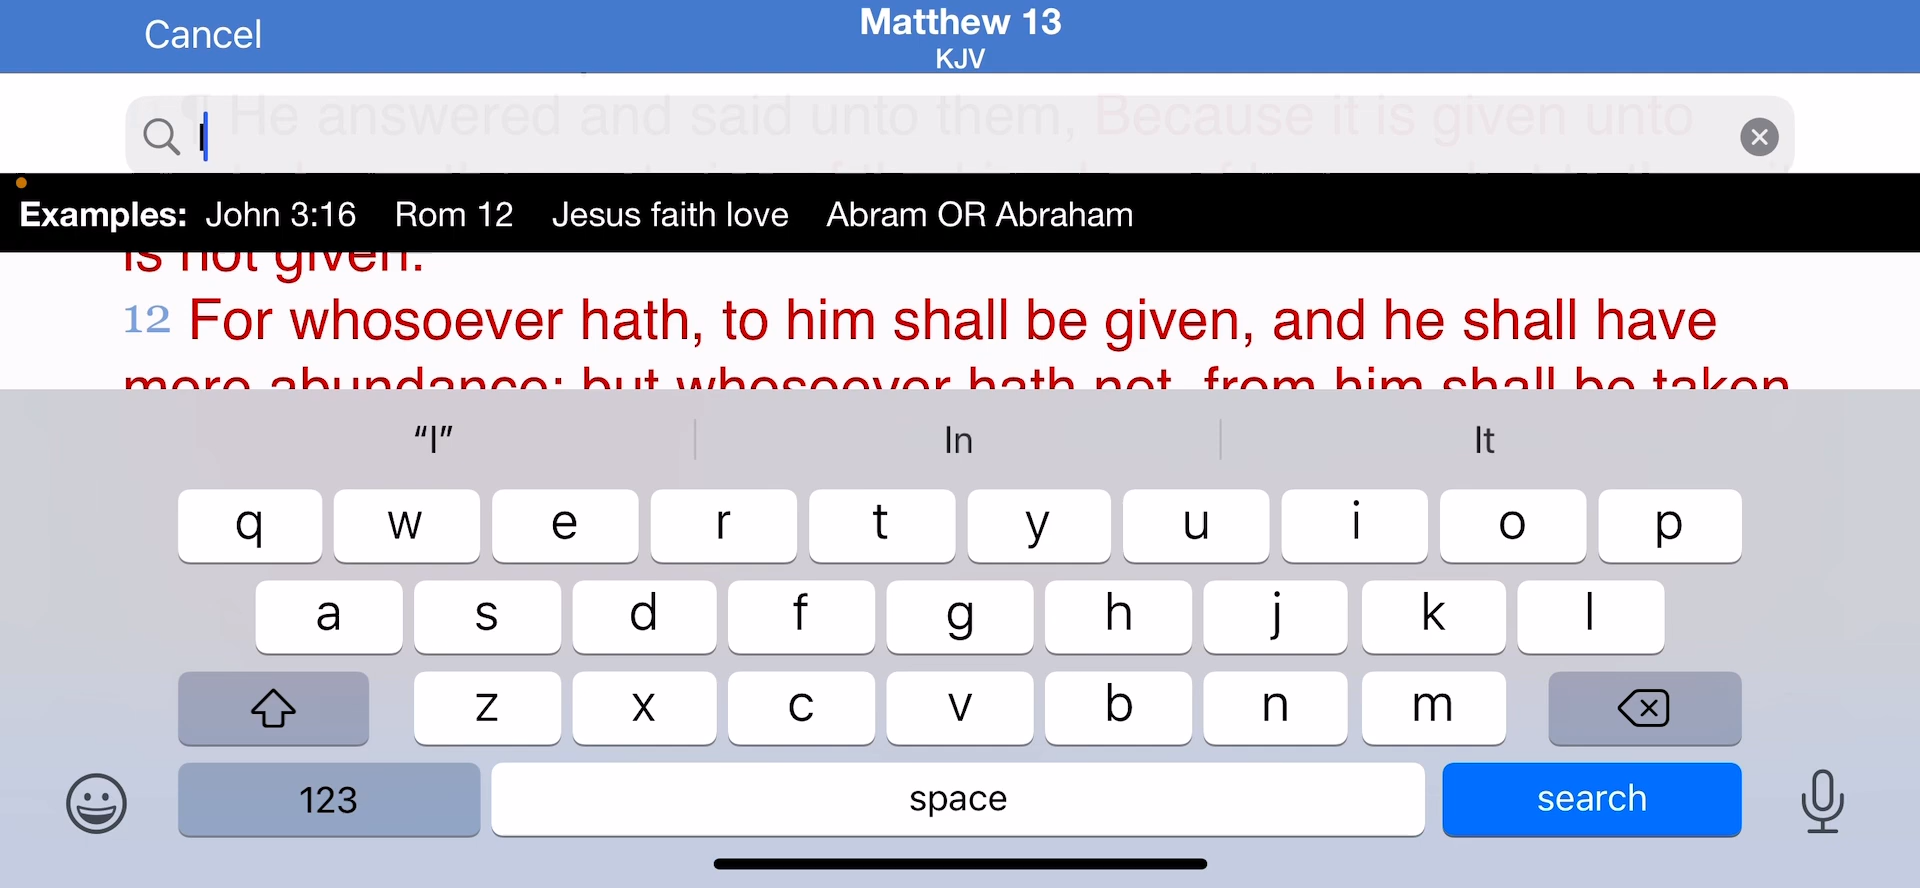 Cancel
Matthew 13
KJV
He answered and said unto them, Because it is given unto
I
Examples: John 3:16 Rom 12 Jesus faith love Abram OR Abraham
is not given.
12 For whosoever hath, to him shall be given, and he shall have
more abundance: but whosoever hath not, from him shall be taken
“I” In It
q w e r t y u i o p
a s d f g h j k l
z x c v b n m
123 space search